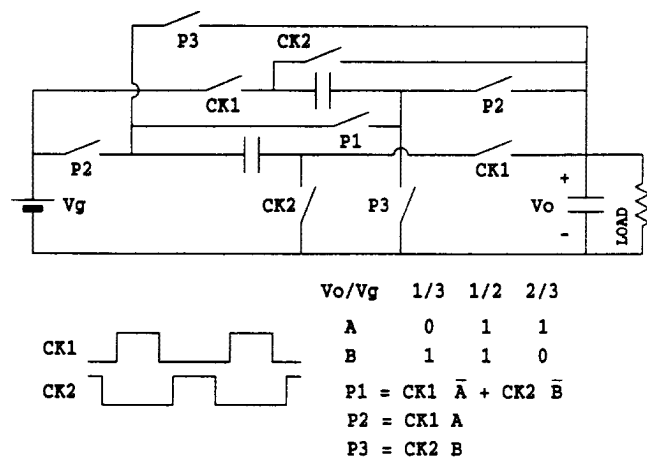 P3
CK2
CK1
P2
P1
P2
CK1
Vg
CK2
P3
+
Vo
-
LOAD
Vo/Vg 1/3 1/2 2/3
A 0 1 1
B 1 1 0
CK1
CK2
P1 = CK1 A̅ + CK2 B̅
P2 = CK1 A
P3 = CK2 B